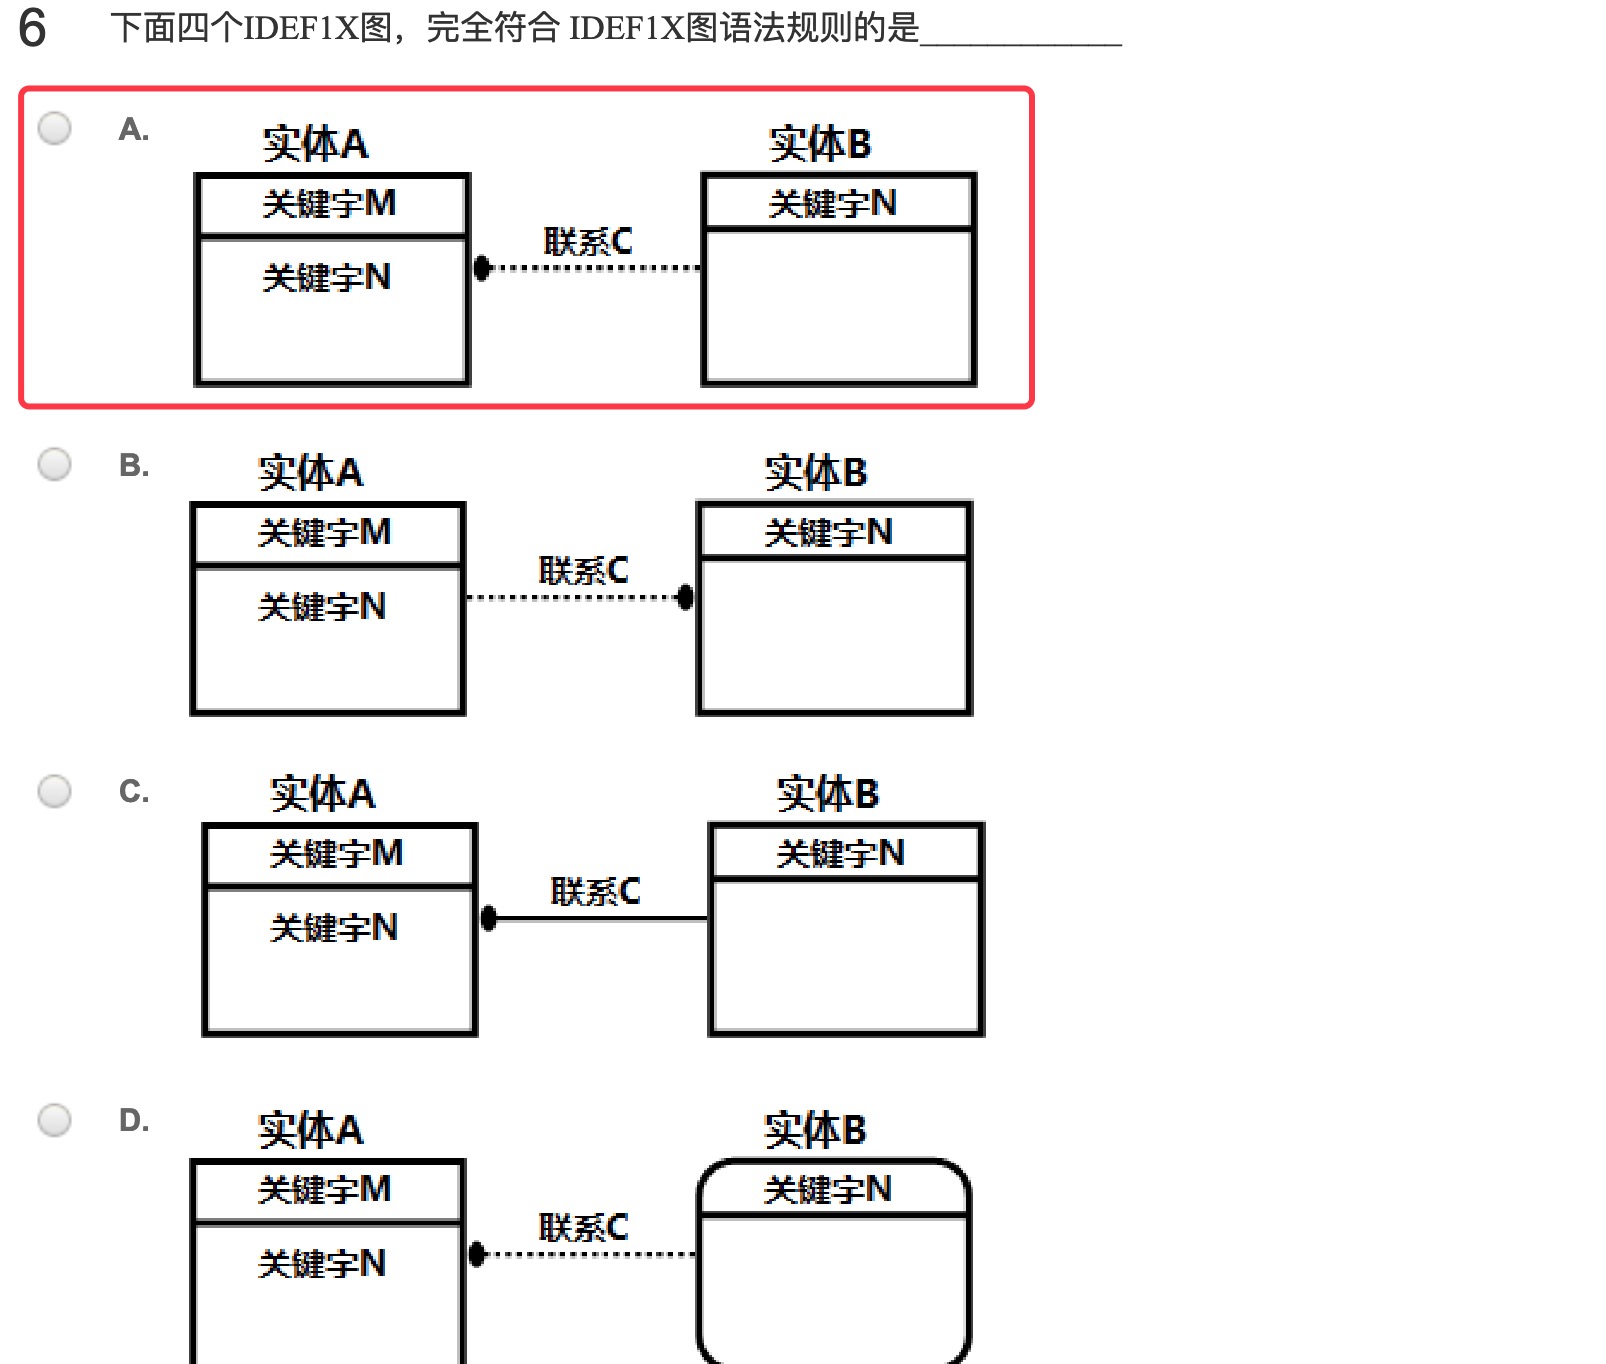 6 下面四个IDEF1X图，完全符合 IDEF1X图语法规则的是____________
A.
实体A 实体B
关键字M 关键字N
联系C
关键字N
B.
实体A 实体B
关键字M 关键字N
联系C
关键字N
C.
实体A 实体B
关键字M 关键字N
联系C
关键字N
D.
实体A 实体B
关键字M 关键字N
联系C
关键字N